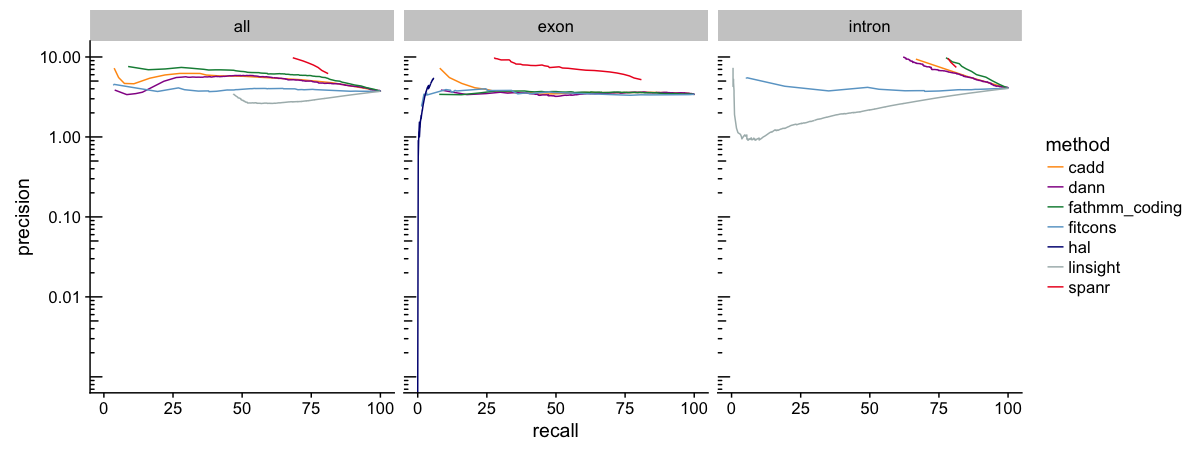 all exon intron
10.00
1.00
0.10
0.01
precision
0 25 50 75 100 0 25 50 75 100 0 25 50 75 100
recall
method
cadd
dann
fathmm_coding
fitcons
hal
linsight
spanr